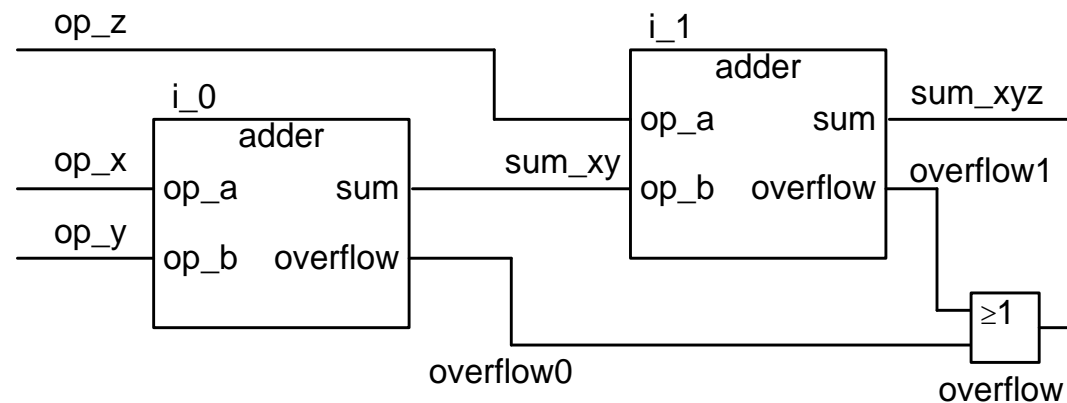 op_z
i_1
adder
i_0
sum_xyz
op_a sum
adder
op_x
sum_xy
overflow1
op_a sum
op_b overflow
op_y
op_b overflow
≥1
overflow0
overflow